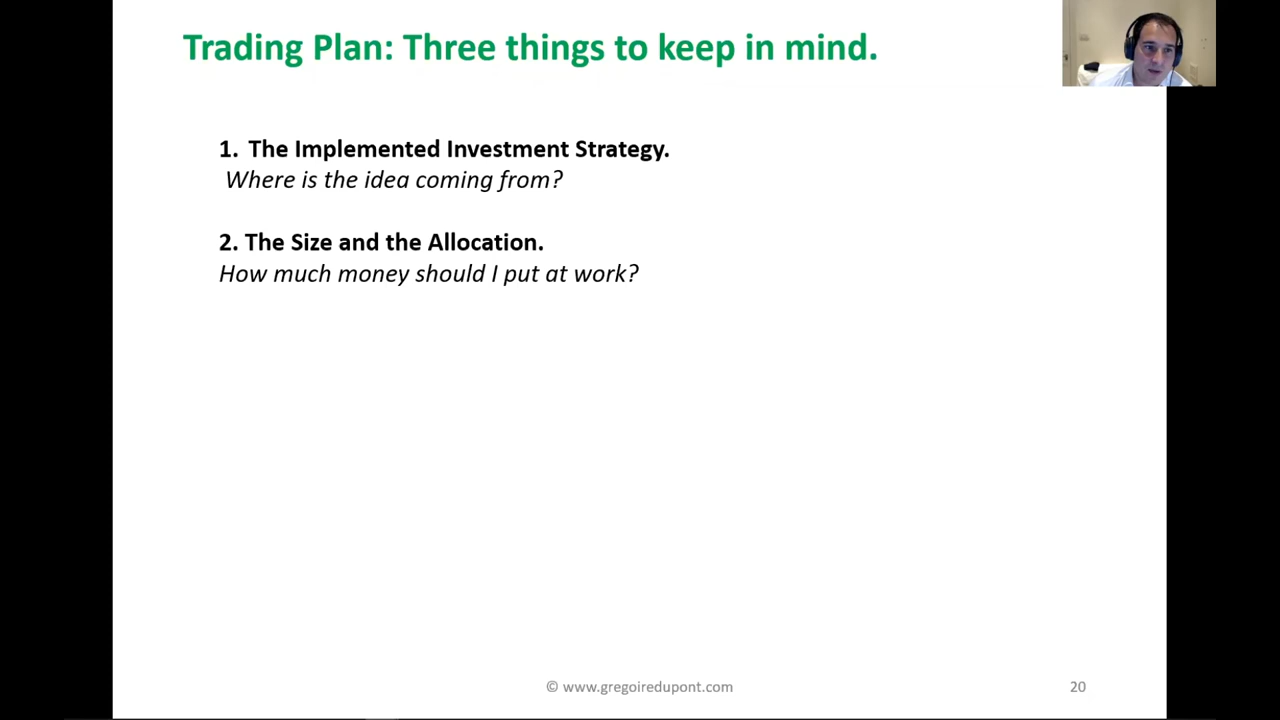 Trading Plan: Three things to keep in mind.
1. The Implemented Investment Strategy.
Where is the idea coming from?
2. The Size and the Allocation.
How much money should I put at work?
© www.gregoiredupont.com
20